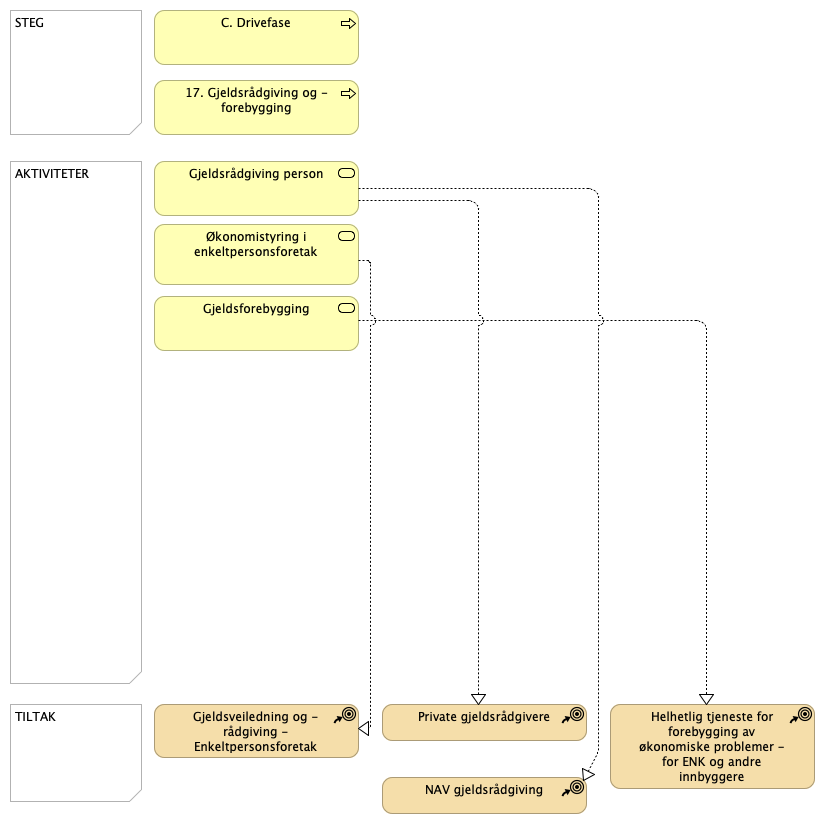 STEG
C. Drivefase
17. Gjeldsrådgiving og -
forebygging
AKTIVITETER
Gjeldsrådgiving person
Økonomistyring i
enkeltpersonsforetak
Gjeldsforebygging
TILTAK
Gjeldsveiledning og -
rådgiving -
Enkeltpersonsforetak
Private gjeldsrådgivere
Helhetlig tjeneste for
forebygging av
økonomiske problemer -
for ENK og andre
innbyggere
NAV gjeldsrådgiving